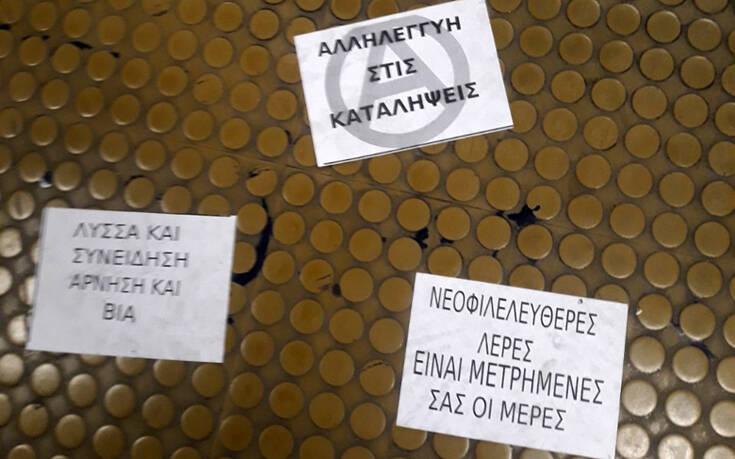 ΑΛΛΗΛΕΓΓΥΗ
ΣΤΙΣ
ΚΑΤΑΛΗΨΕΙΣ
ΛΥΣΣΑ ΚΑΙ
ΣΥΝΕΙΔΗΣΗ
ΑΡΝΗΣΗ ΚΑΙ
ΒΙΑ
ΝΕΟΦΙΛΕΛΕΥΘΕΡΕΣ
ΛΕΡΕΣ
ΕΙΝΑΙ ΜΕΤΡΗΜΕΝΕΣ
ΣΑΣ ΟΙ ΜΕΡΕΣ